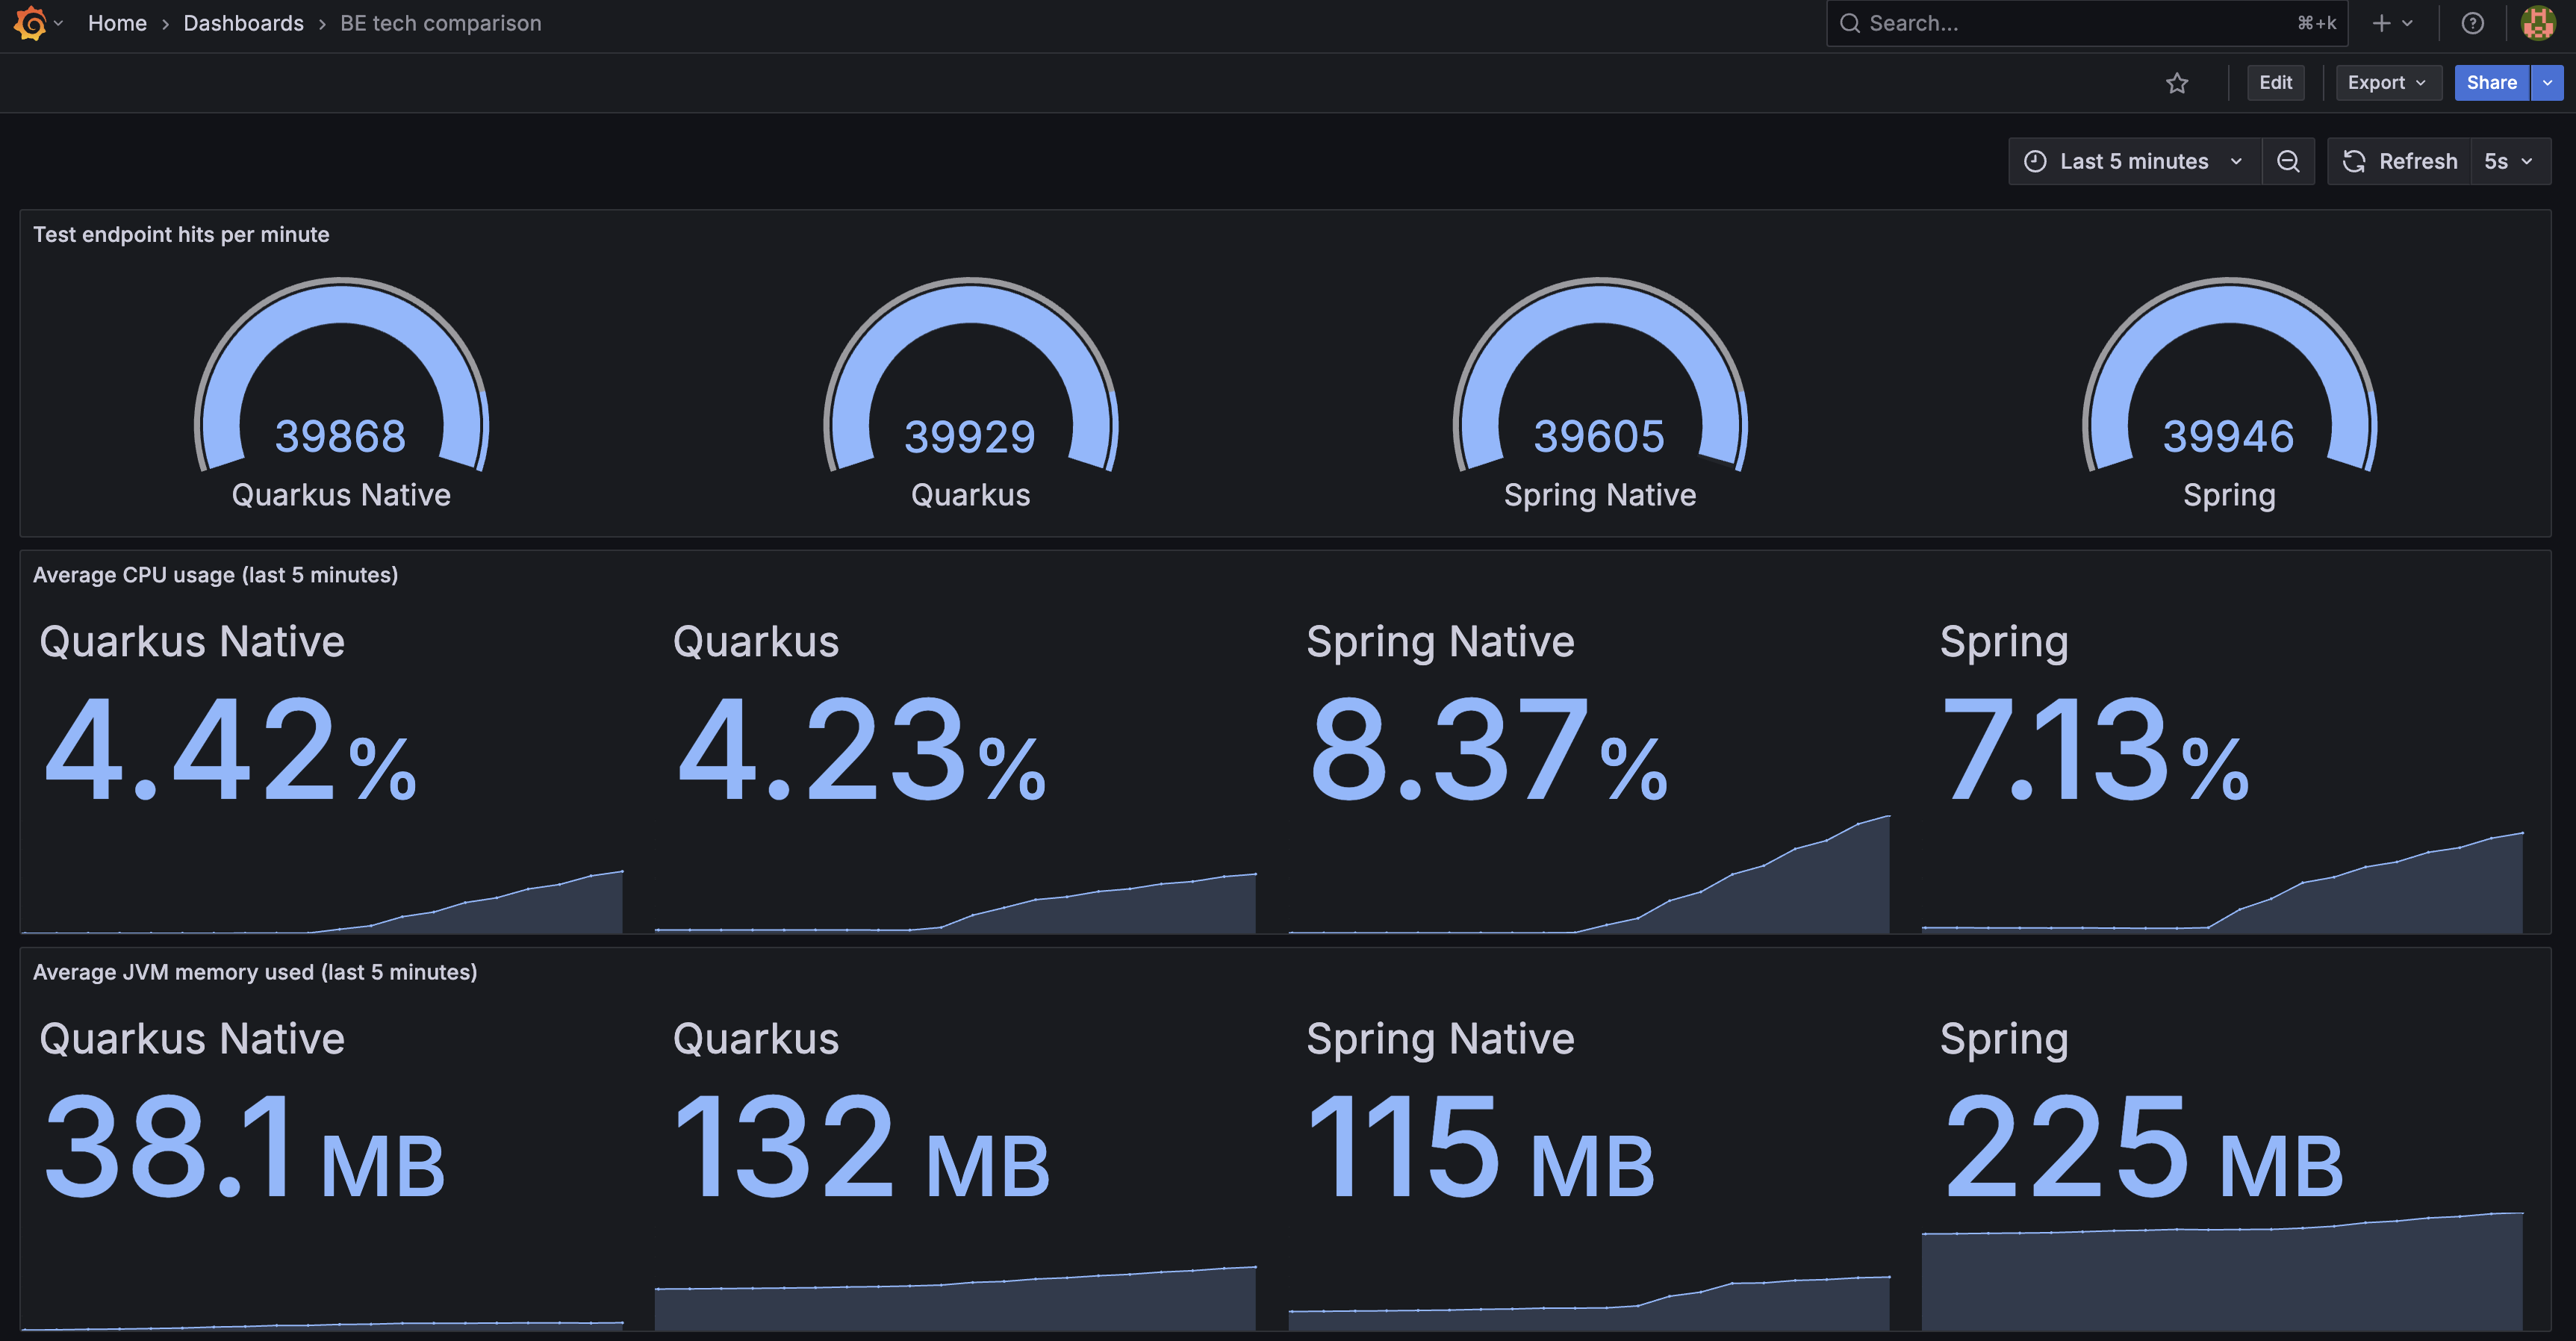 Home › Dashboards › BE tech comparison
Search...
⌘+k
Edit
Export
Share
Last 5 minutes
Refresh
5s
Test endpoint hits per minute
39868
39929
39605
39946
Quarkus Native
Quarkus
Spring Native
Spring
Average CPU usage (last 5 minutes)
Quarkus Native
Quarkus
Spring Native
Spring
4.42%
4.23%
8.37%
7.13%
Average JVM memory used (last 5 minutes)
Quarkus Native
Quarkus
Spring Native
Spring
38.1 MB
132 MB
115 MB
225 MB